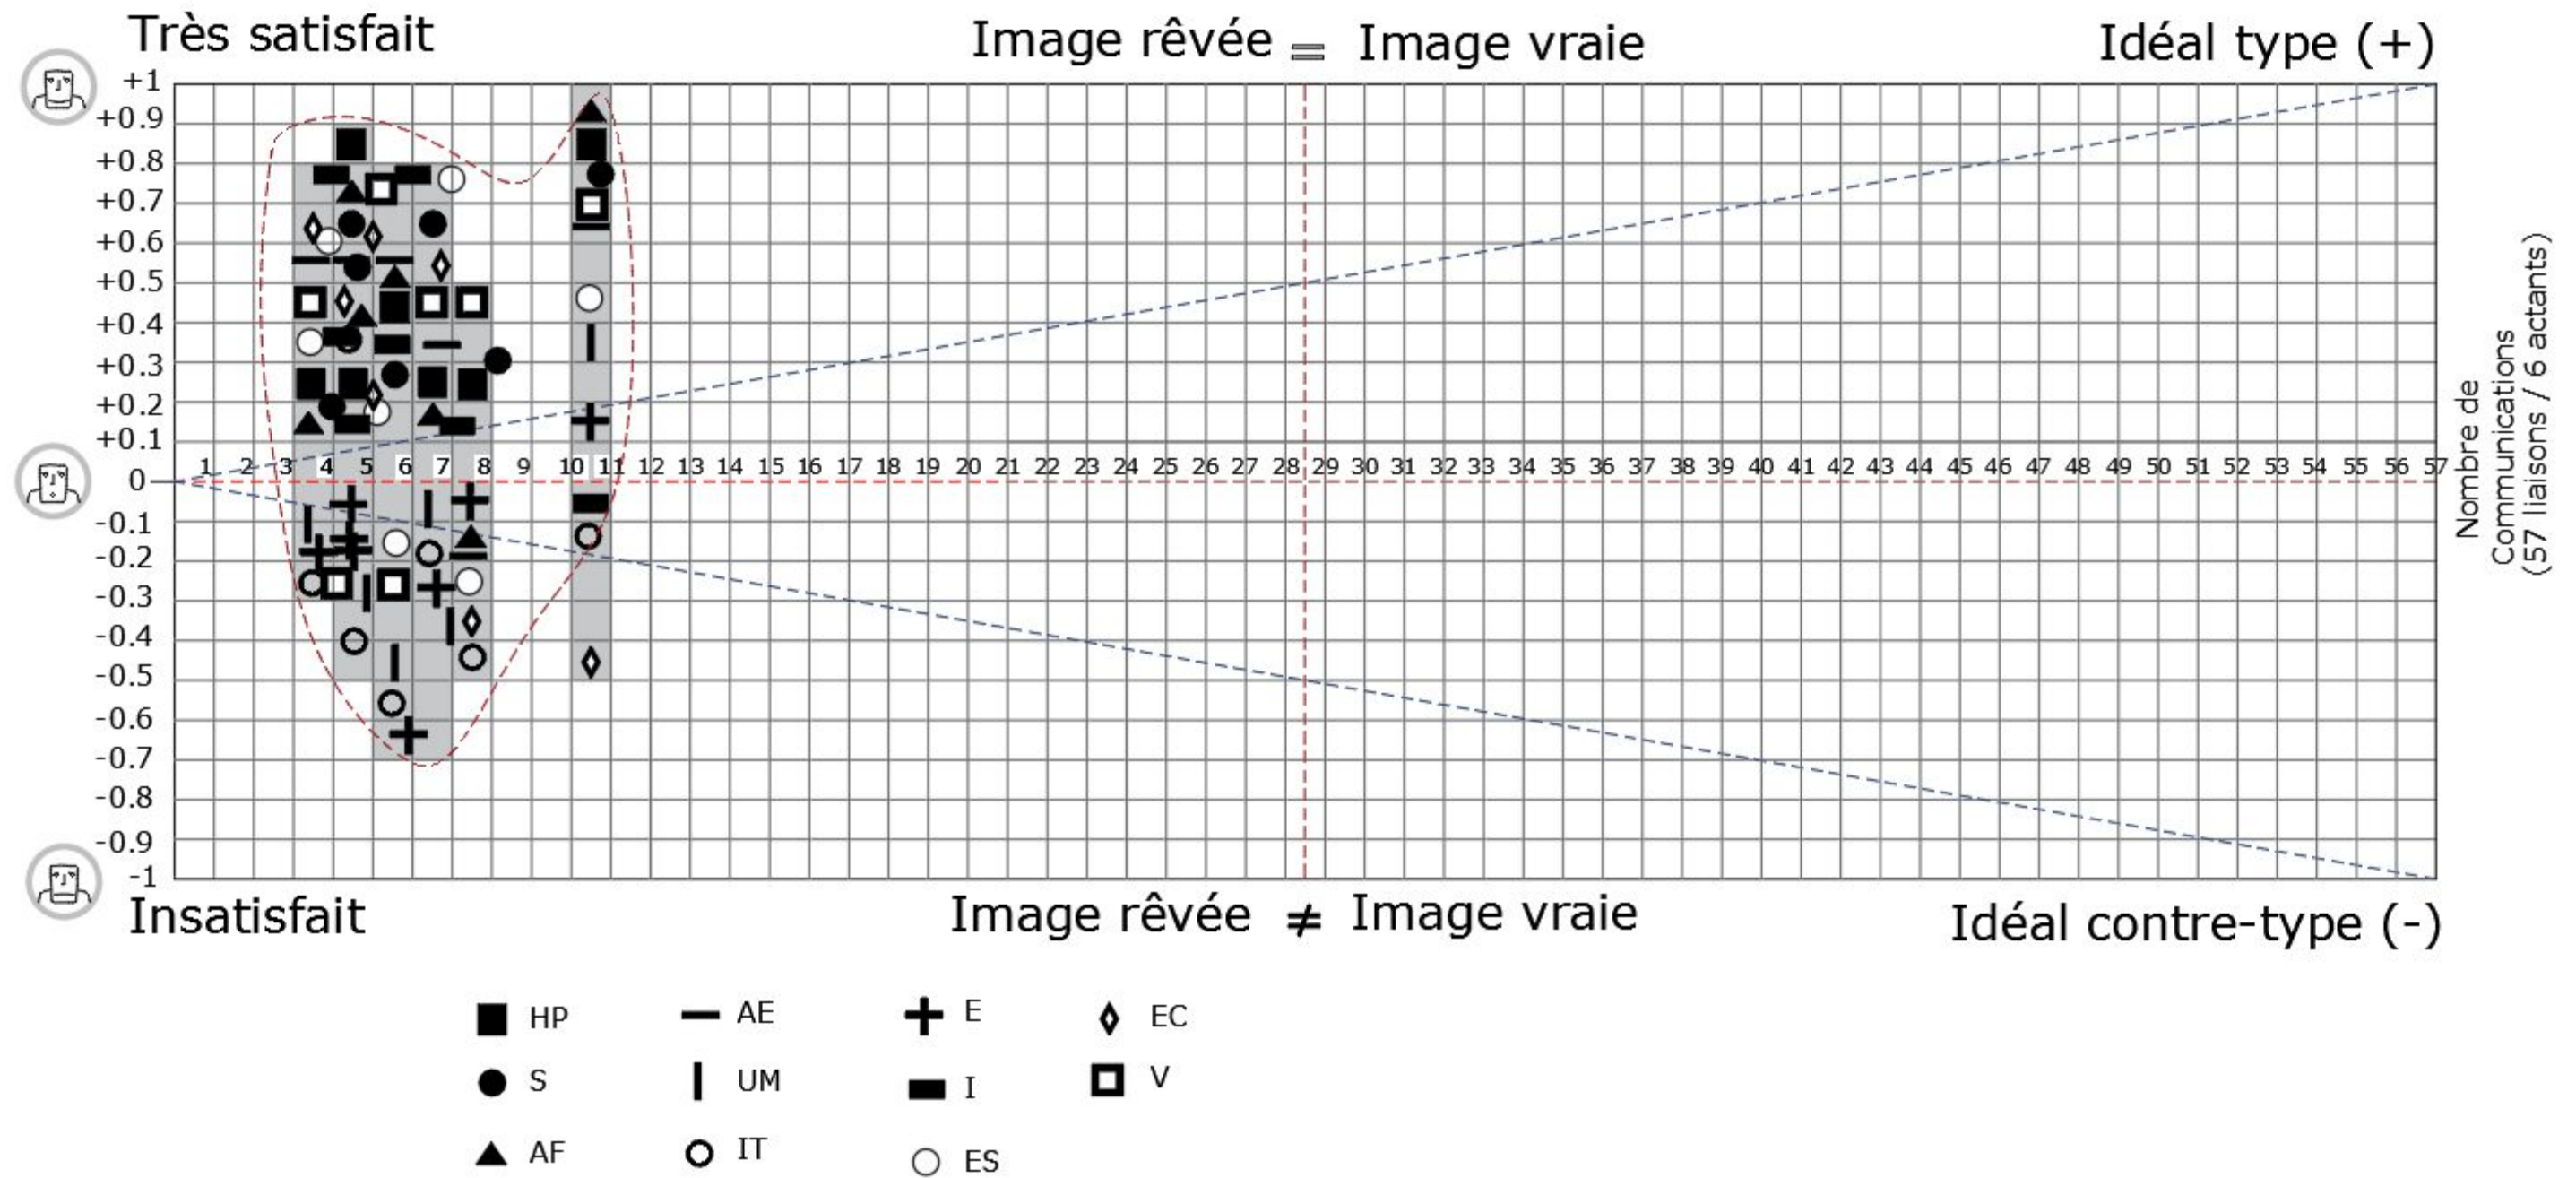 Très satisfait
Image rêvée = Image vraie
Idéal type (+)
+1
+0.9
+0.8
+0.7
+0.6
+0.5
+0.4
+0.3
+0.2
+0.1
0
1 2 3 4 5 6 7 8 9 10 11 12 13 14 15 16 17 18 19 20 21 22 23 24 25 26 27 28 29 30 31 32 33 34 35 36 37 38 39 40 41 42 43 44 45 46 47 48 49 50 51 52 53 54 55 56 57
-0.1
-0.2
-0.3
-0.4
-0.5
-0.6
-0.7
-0.8
-0.9
-1
Nombre de
Communications
(57 liaisons / 6 actants)
Insatisfait
Image rêvée ≠ Image vraie
Idéal contre-type (-)
HP
AE
E
EC
S
UM
I
V
AF
IT
ES